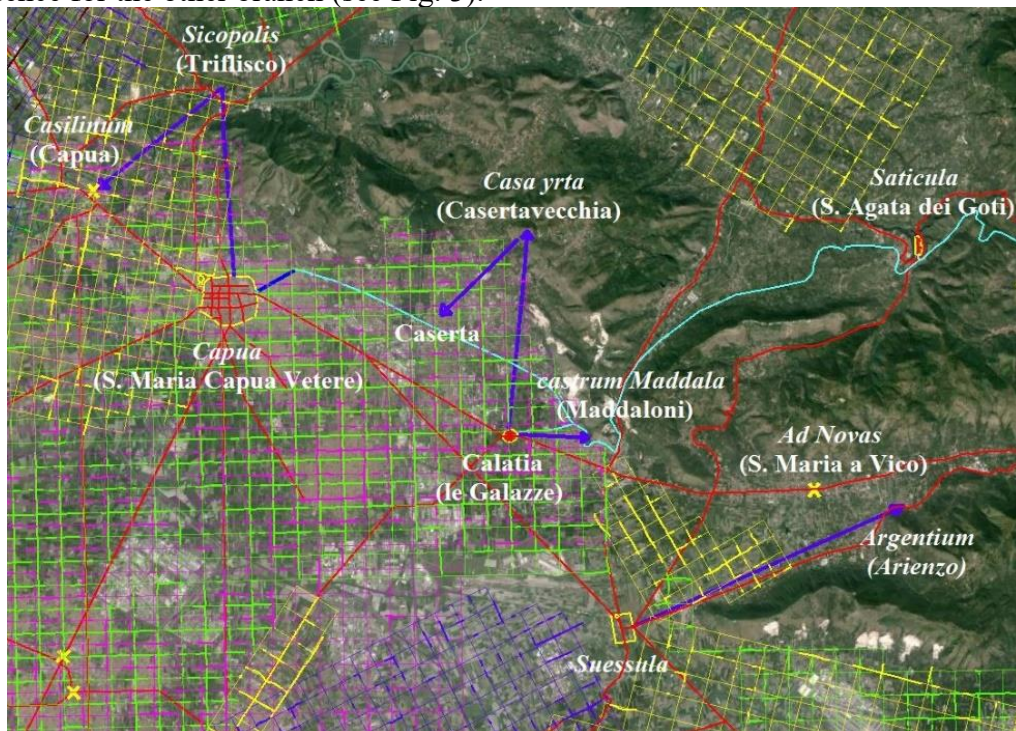 Sicopolis
(Triflisco)
Casilinum
(Capua)
Casa yrta
(Casertavecchia)
Saticula
(S. Agata dei Goti)
Caserta
Capua
(S. Maria Capua Vetere)
castrum Maddala
(Maddaloni)
Ad Novas
(S. Maria a Vico)
Calatia
(le Galazze)
Argentium
(Arienzo)
Suessula